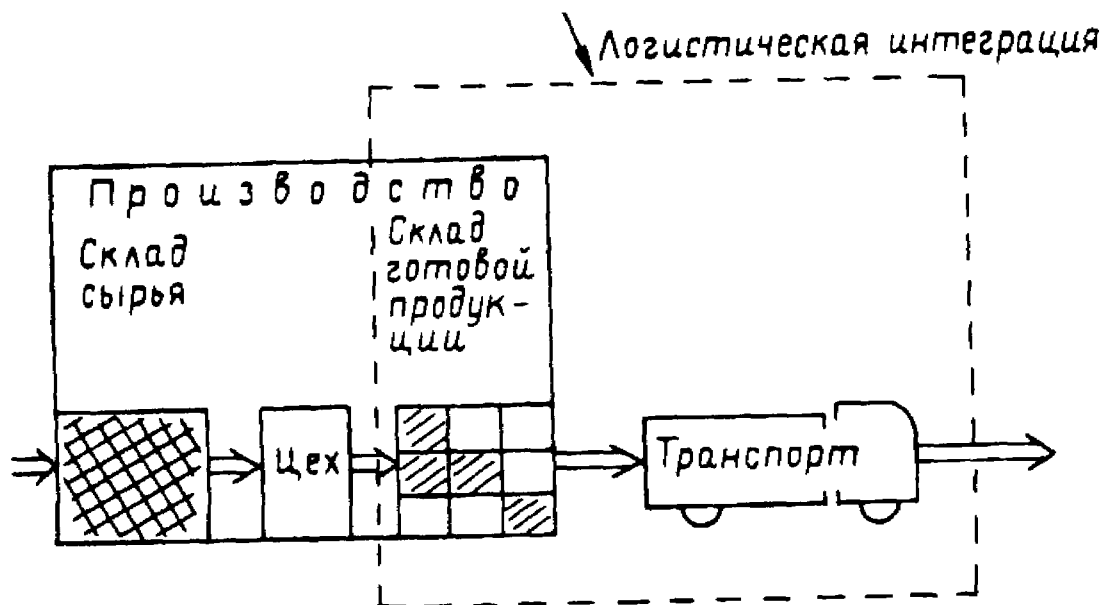 Логистическая интеграция
Производство
Склад
сырья
Склад
готовой
продук-
ции
Цех
Транспорт